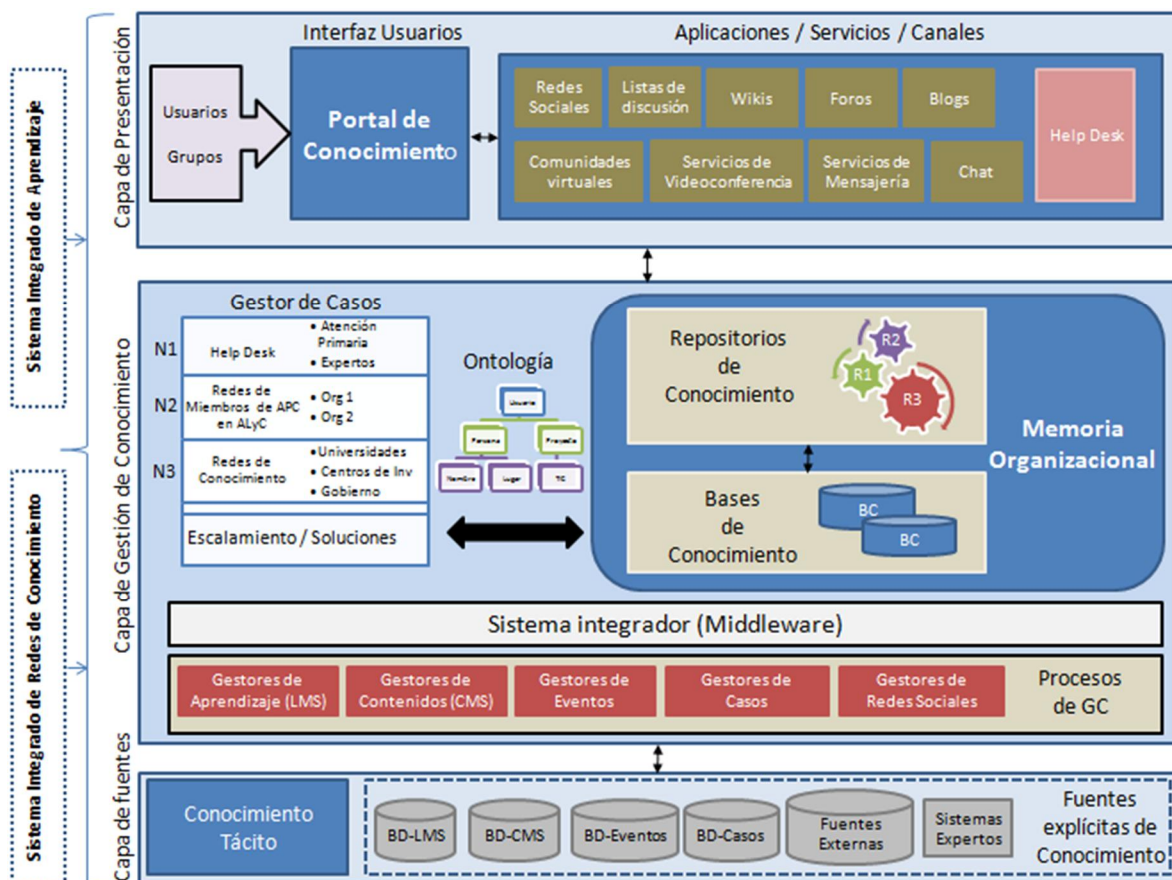 Sistema Integrado de Aprendizaje
Sistema Integrado de Redes de Conocimiento
Capa de Presentación
Interfaz Usuarios
Aplicaciones / Servicios / Canales
Usuarios
Grupos
Portal de
Conocimiento
Redes
Sociales
Listas de
discusión
Wikis
Foros
Blogs
Help Desk
Comunidades
virtuales
Servicios de
Videoconferencia
Servicios de
Mensajería
Chat
Capa de Gestión de Conocimiento
Gestor de Casos
N1
Help Desk
• Atención
Primaria
• Expertos
N2
Redes de
Miembros de APC
en ALyC
• Org 1
• Org 2
N3
Redes de
Conocimiento
• Universidades
• Centros de Inv
• Gobierno
Escalamiento / Soluciones
Ontología
Usuario
Persona
Proyecto
Nombre
Lugar
Repositorios
de
Conocimiento
R2
R1
R3
Memoria
Organizacional
Bases
de
Conocimiento
BC
BC
Sistema integrador (Middleware)
Gestores de
Aprendizaje (LMS)
Gestores de
Contenidos (CMS)
Gestores de
Eventos
Gestores de
Casos
Gestores de
Redes Sociales
Procesos
de GC
Capa de fuentes
Conocimiento
Tácito
BD-LMS
BD-CMS
BD-Eventos
BD-Casos
Fuentes
Externas
Sistemas
Expertos
Fuentes
explícitas de
Conocimiento